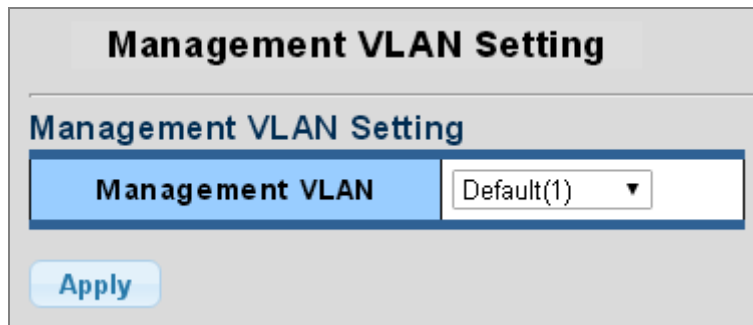 Management VLAN Setting
Management VLAN Setting
Management VLAN Default(1)
Apply